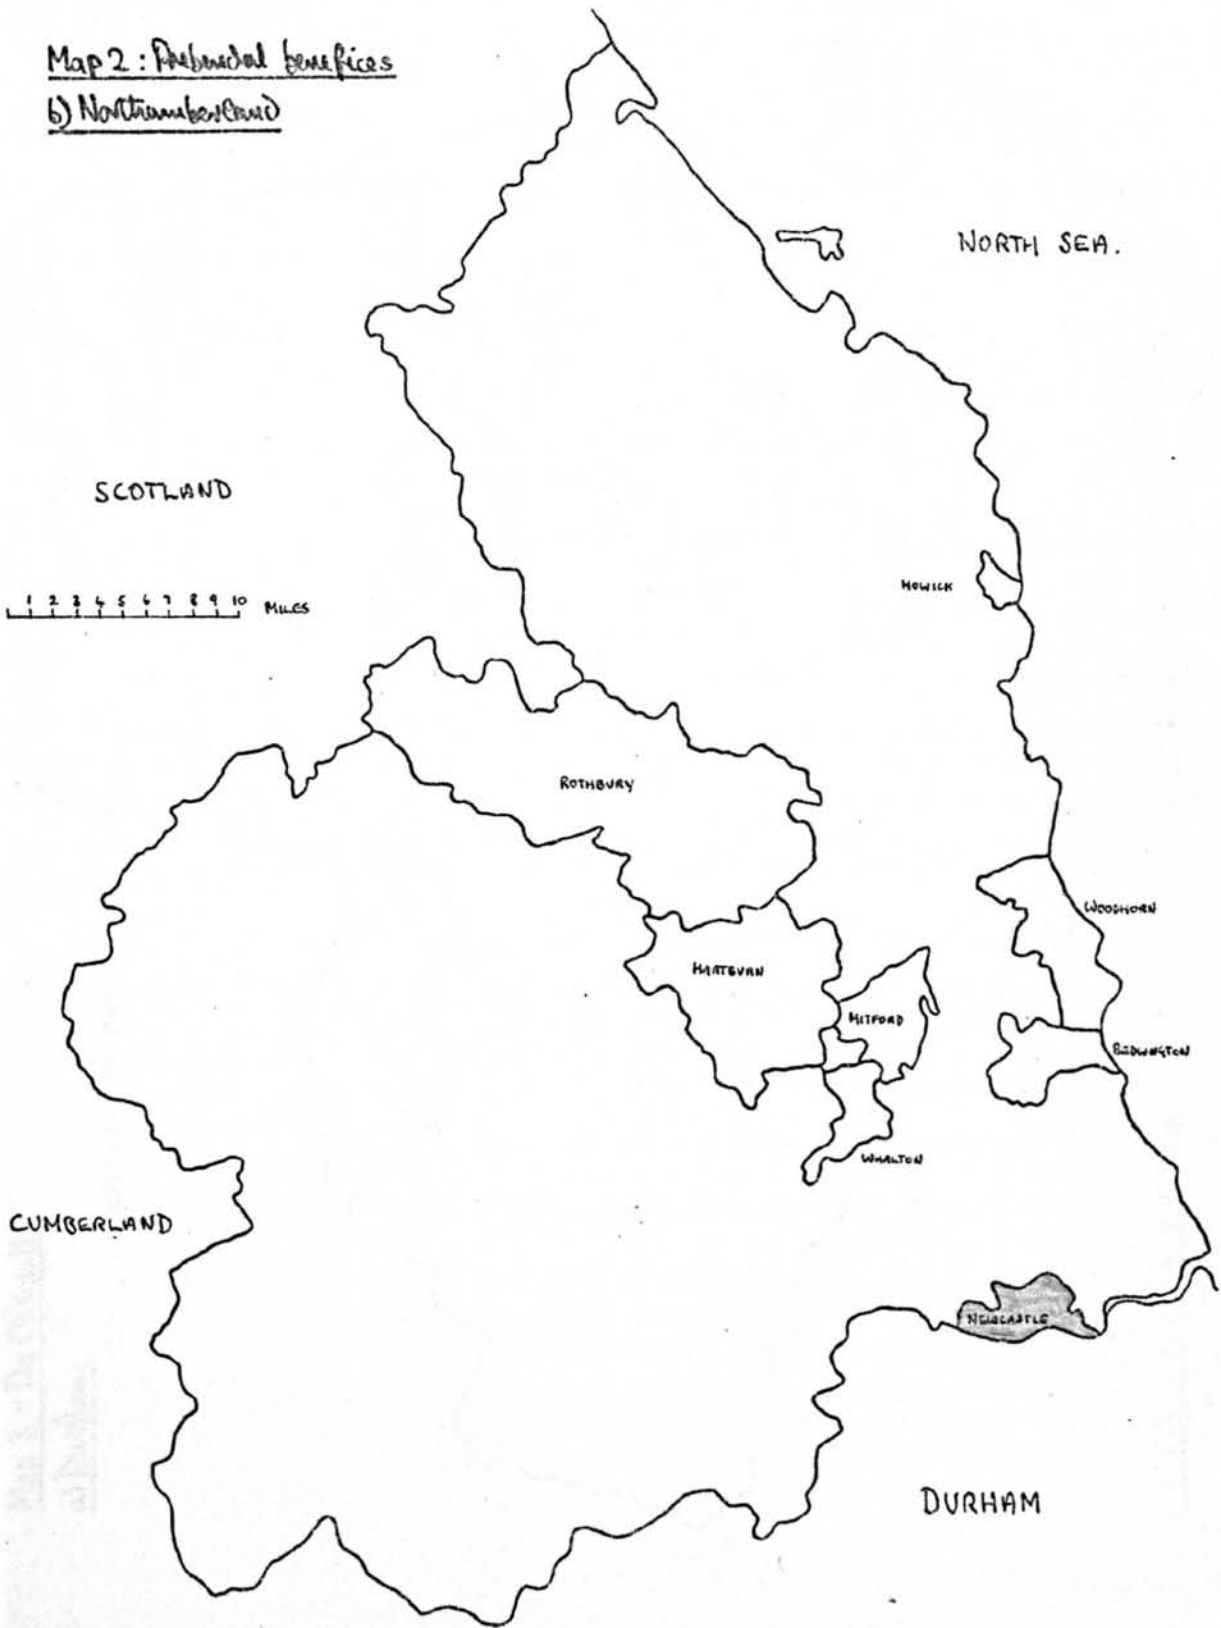 Map 2 : Prebendal benefices
b) Northumberland
NORTH SEA.
SCOTLAND
1 2 3 4 5 6 7 8 9 10 MILES
HOWICK
ROTHBURY
WOODHORN
HARTBURN
MITFORD
BEDLINGTON
WHALTON
CUMBERLAND
NEWCASTLE
DURHAM